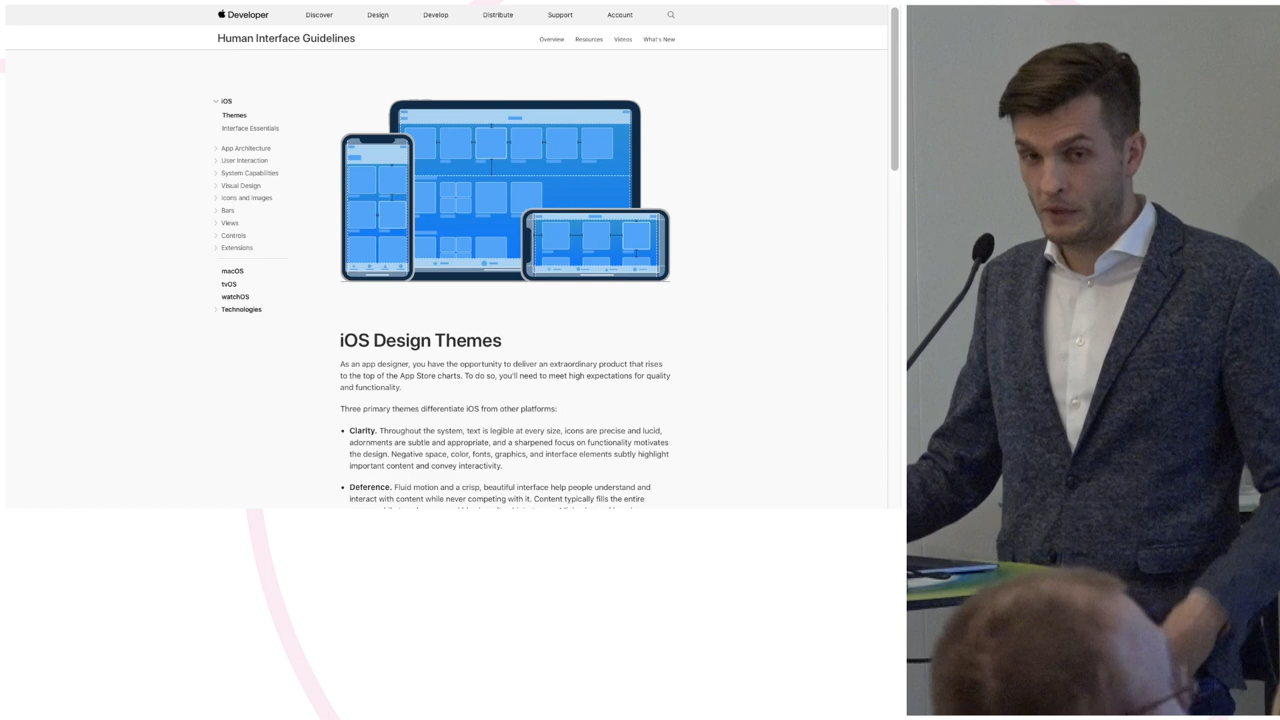 Developer
Discover
Design
Develop
Distribute
Support
Account
Human Interface Guidelines
Overview
Resources
Videos
What's New
iOS
Themes
Interface Essentials
App Architecture
User Interaction
System Capabilities
Visual Design
Icons and Images
Bars
Views
Controls
Extensions
macOS
tvOS
watchOS
Technologies
iOS Design Themes
As an app designer, you have the opportunity to deliver an extraordinary product that rises
to the top of the App Store charts. To do so, you'll need to meet high expectations for quality
and functionality.
Three primary themes differentiate iOS from other platforms:
• Clarity. Throughout the system, text is legible at every size, icons are precise and lucid,
adornments are subtle and appropriate, and a sharpened focus on functionality motivates
the design. Negative space, color, fonts, graphics, and interface elements subtly highlight
important content and convey interactivity.
• Deference. Fluid motion and a crisp, beautiful interface help people understand and
interact with content while never competing with it. Content typically fills the entire